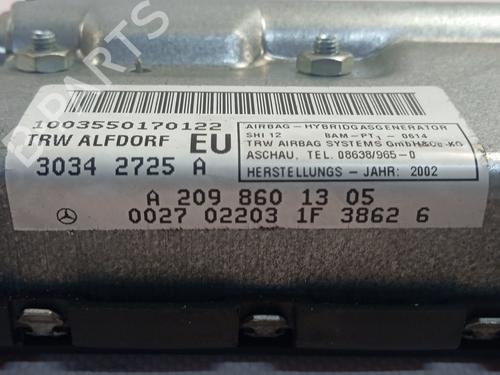 B-PARTS
1003550170122
TRW ALFDORF EU
3034 2725 A
AIRBAG - HYBRIDGASGENERATOR
SHI 12 BAM-PT1 - 0614
TRW AIRBAG SYSTEMS GmbH&Co.KG
ASCHAU, TEL. 08638/965-0
HERSTELLUNGS - JAHR: 2002
A 209 860 13 05
0027 02203 1F 3862 6